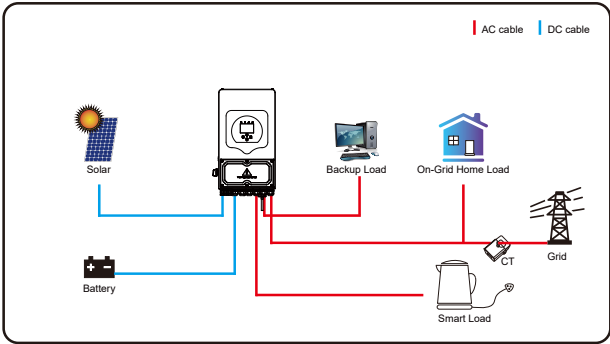 AC cable
DC cable
Solar
Backup Load
On-Grid Home Load
CT
Grid
Battery
Smart Load